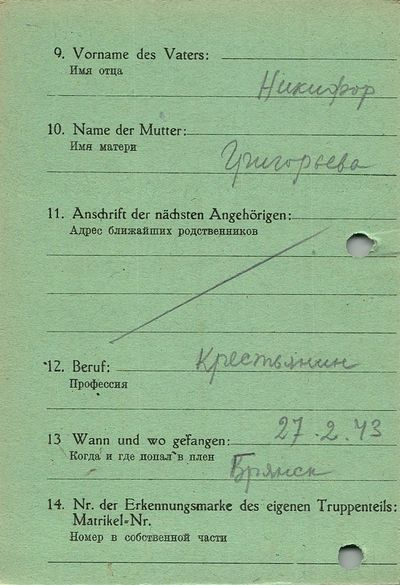 9. Vorname des Vaters:
Имя отца
Никифор
10. Name der Mutter:
Имя матери
Григорьева
11. Anschrift der nächsten Angehörigen:
Адрес ближайших родственников
12. Beruf:
Крестьянин
Профессия
13 Wann und wo gefangen:
27.2.43
Когда и где попал в плен
Брянск
14. Nr. der Erkennungsmarke des eigenen Truppenteils:
Matrikel-Nr.
Номер в собственной части